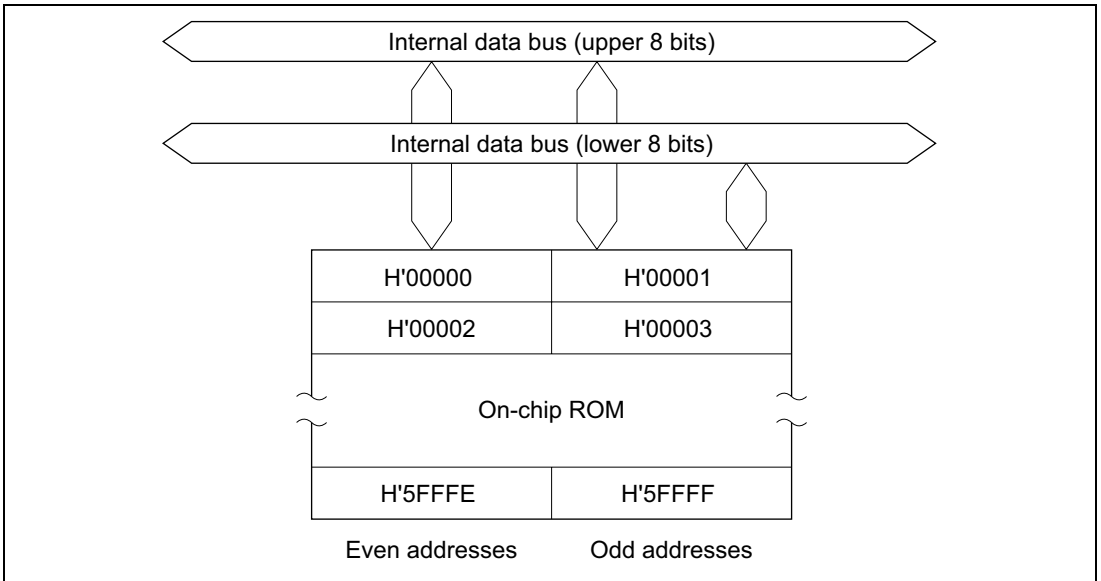 Internal data bus (upper 8 bits)
Internal data bus (lower 8 bits)
H'00000 H'00001
H'00002 H'00003
On-chip ROM
H'5FFFE H'5FFFF
Even addresses Odd addresses